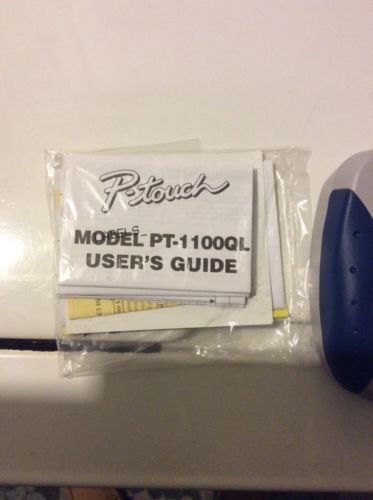 P-touch
MODEL PT-1100QL
USER'S GUIDE